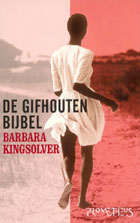 DE GIFHOUTEN
BIJBEL
BARBARA
KINGSOLVER
PROMETHEUS